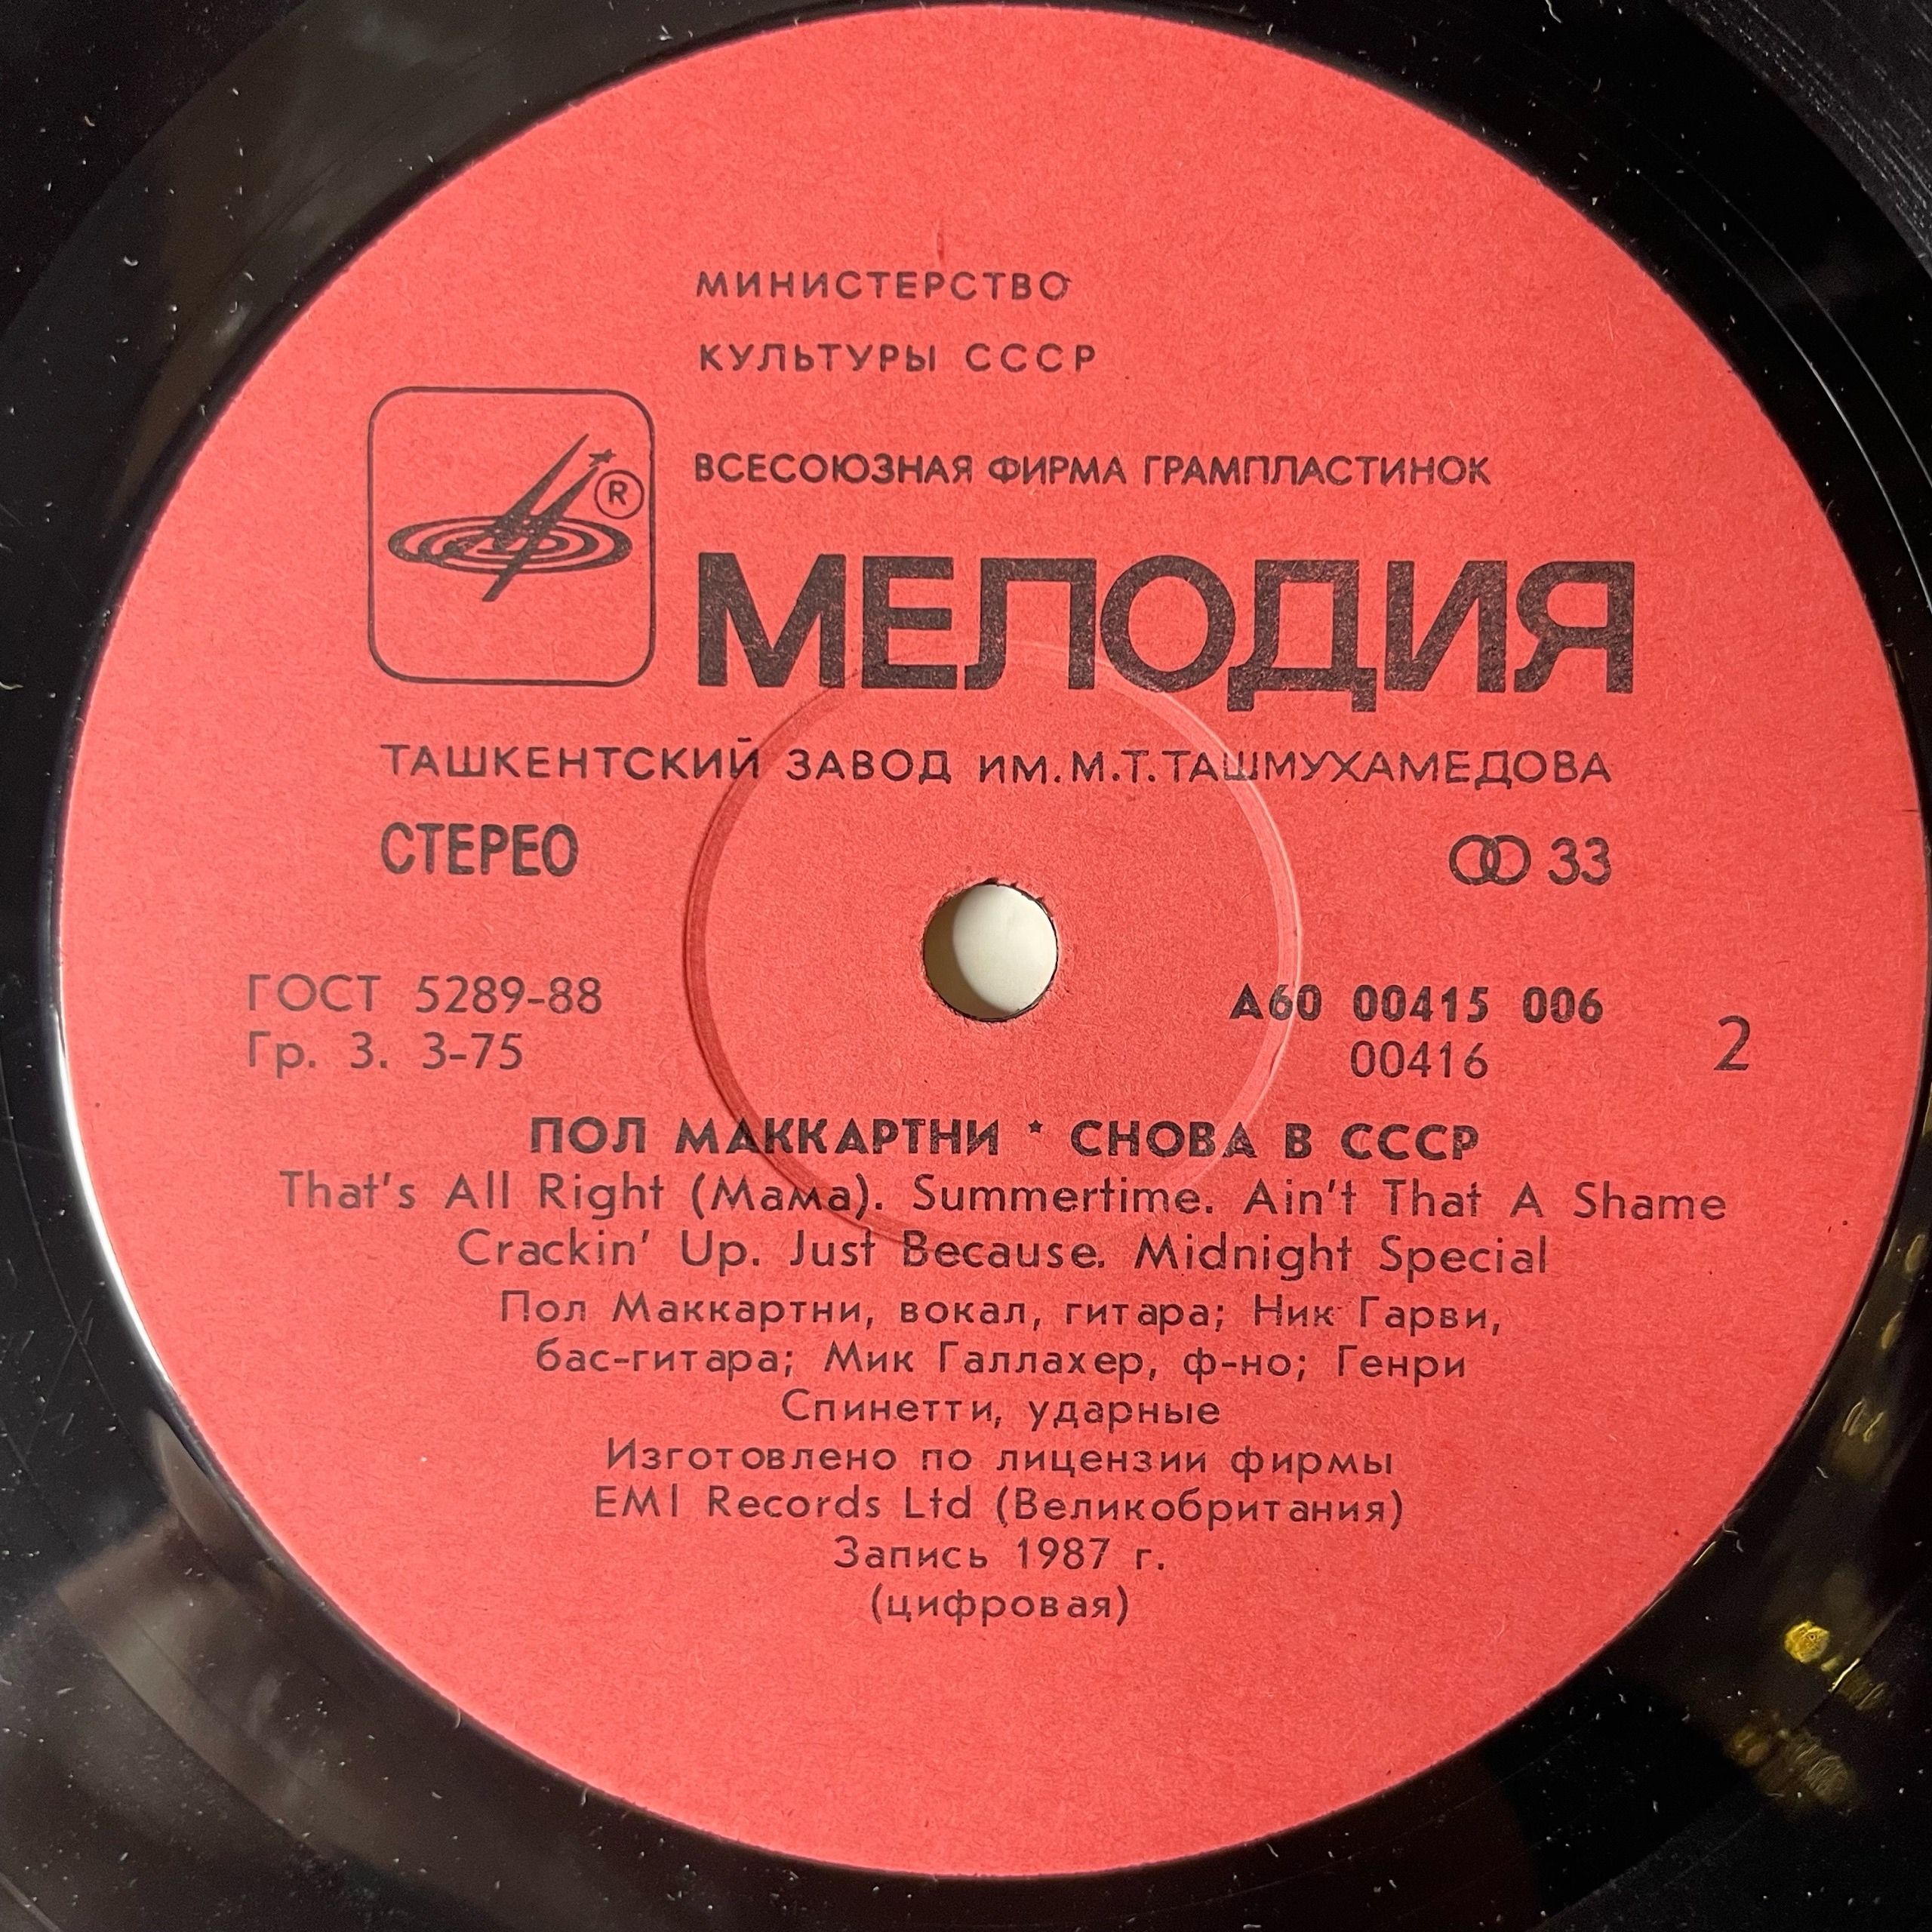 МИНИСТЕРСТВО
КУЛЬТУРЫ СССР
ВСЕСОЮЗНАЯ ФИРМА ГРАМПЛАСТИНОК
®
МЕЛОДИЯ
ТАШКЕНТСКИЙ ЗАВОД ИМ. М.Т. ТАШМУХАМЕДОВА
СТЕРЕО
33
ГОСТ 5289-88
Гр. 3. 3-75
А60 00415 006
00416
2
ПОЛ МАККАРТНИ * СНОВА В СССР
That's All Right (Мама). Summertime. Ain't That A Shame
Crackin' Up. Just Because. Midnight Special
Пол Маккартни, вокал, гитара; Ник Гарви,
бас-гитара; Мик Галлахер, ф-но; Генри
Спинетти, ударные
Изготовлено по лицензии фирмы
EMI Records Ltd (Великобритания)
Запись 1987 г.
(цифровая)